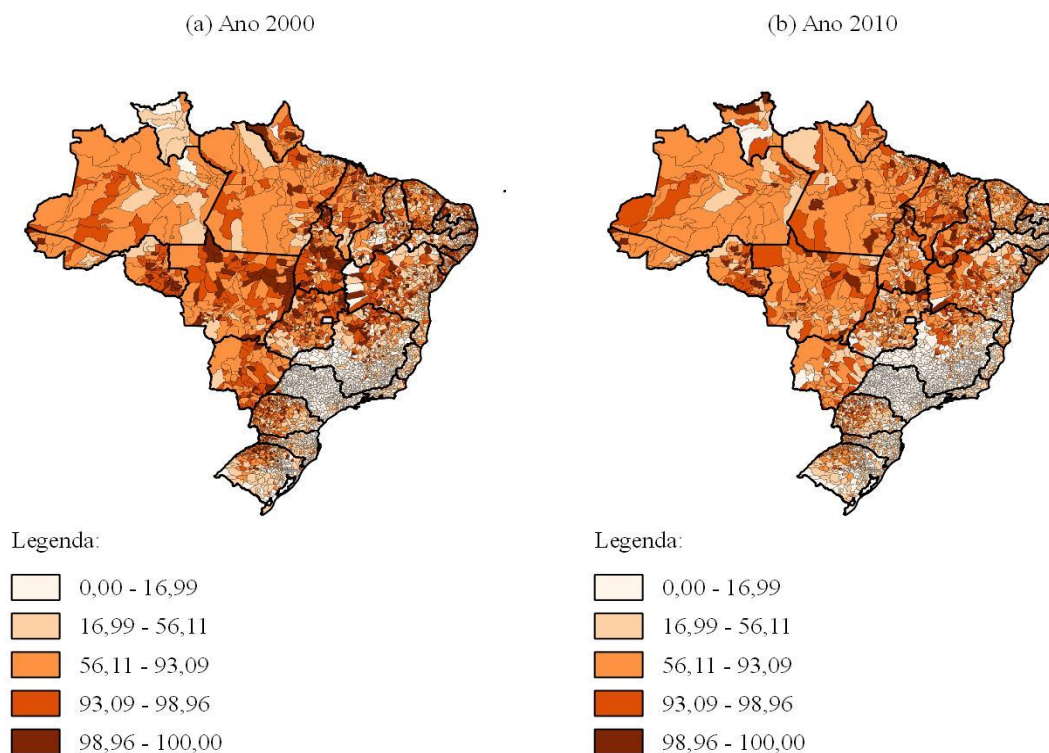 (a) Ano 2000
(b) Ano 2010
Legenda:
0,00 - 16,99
16,99 - 56,11
56,11 - 93,09
93,09 - 98,96
98,96 - 100,00
Legenda:
0,00 - 16,99
16,99 - 56,11
56,11 - 93,09
93,09 - 98,96
98,96 - 100,00